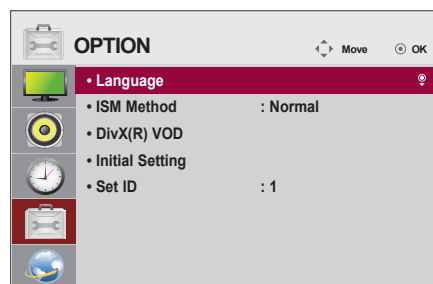 OPTION
Move
OK
• Language
• ISM Method : Normal
• DivX(R) VOD
• Initial Setting
• Set ID : 1